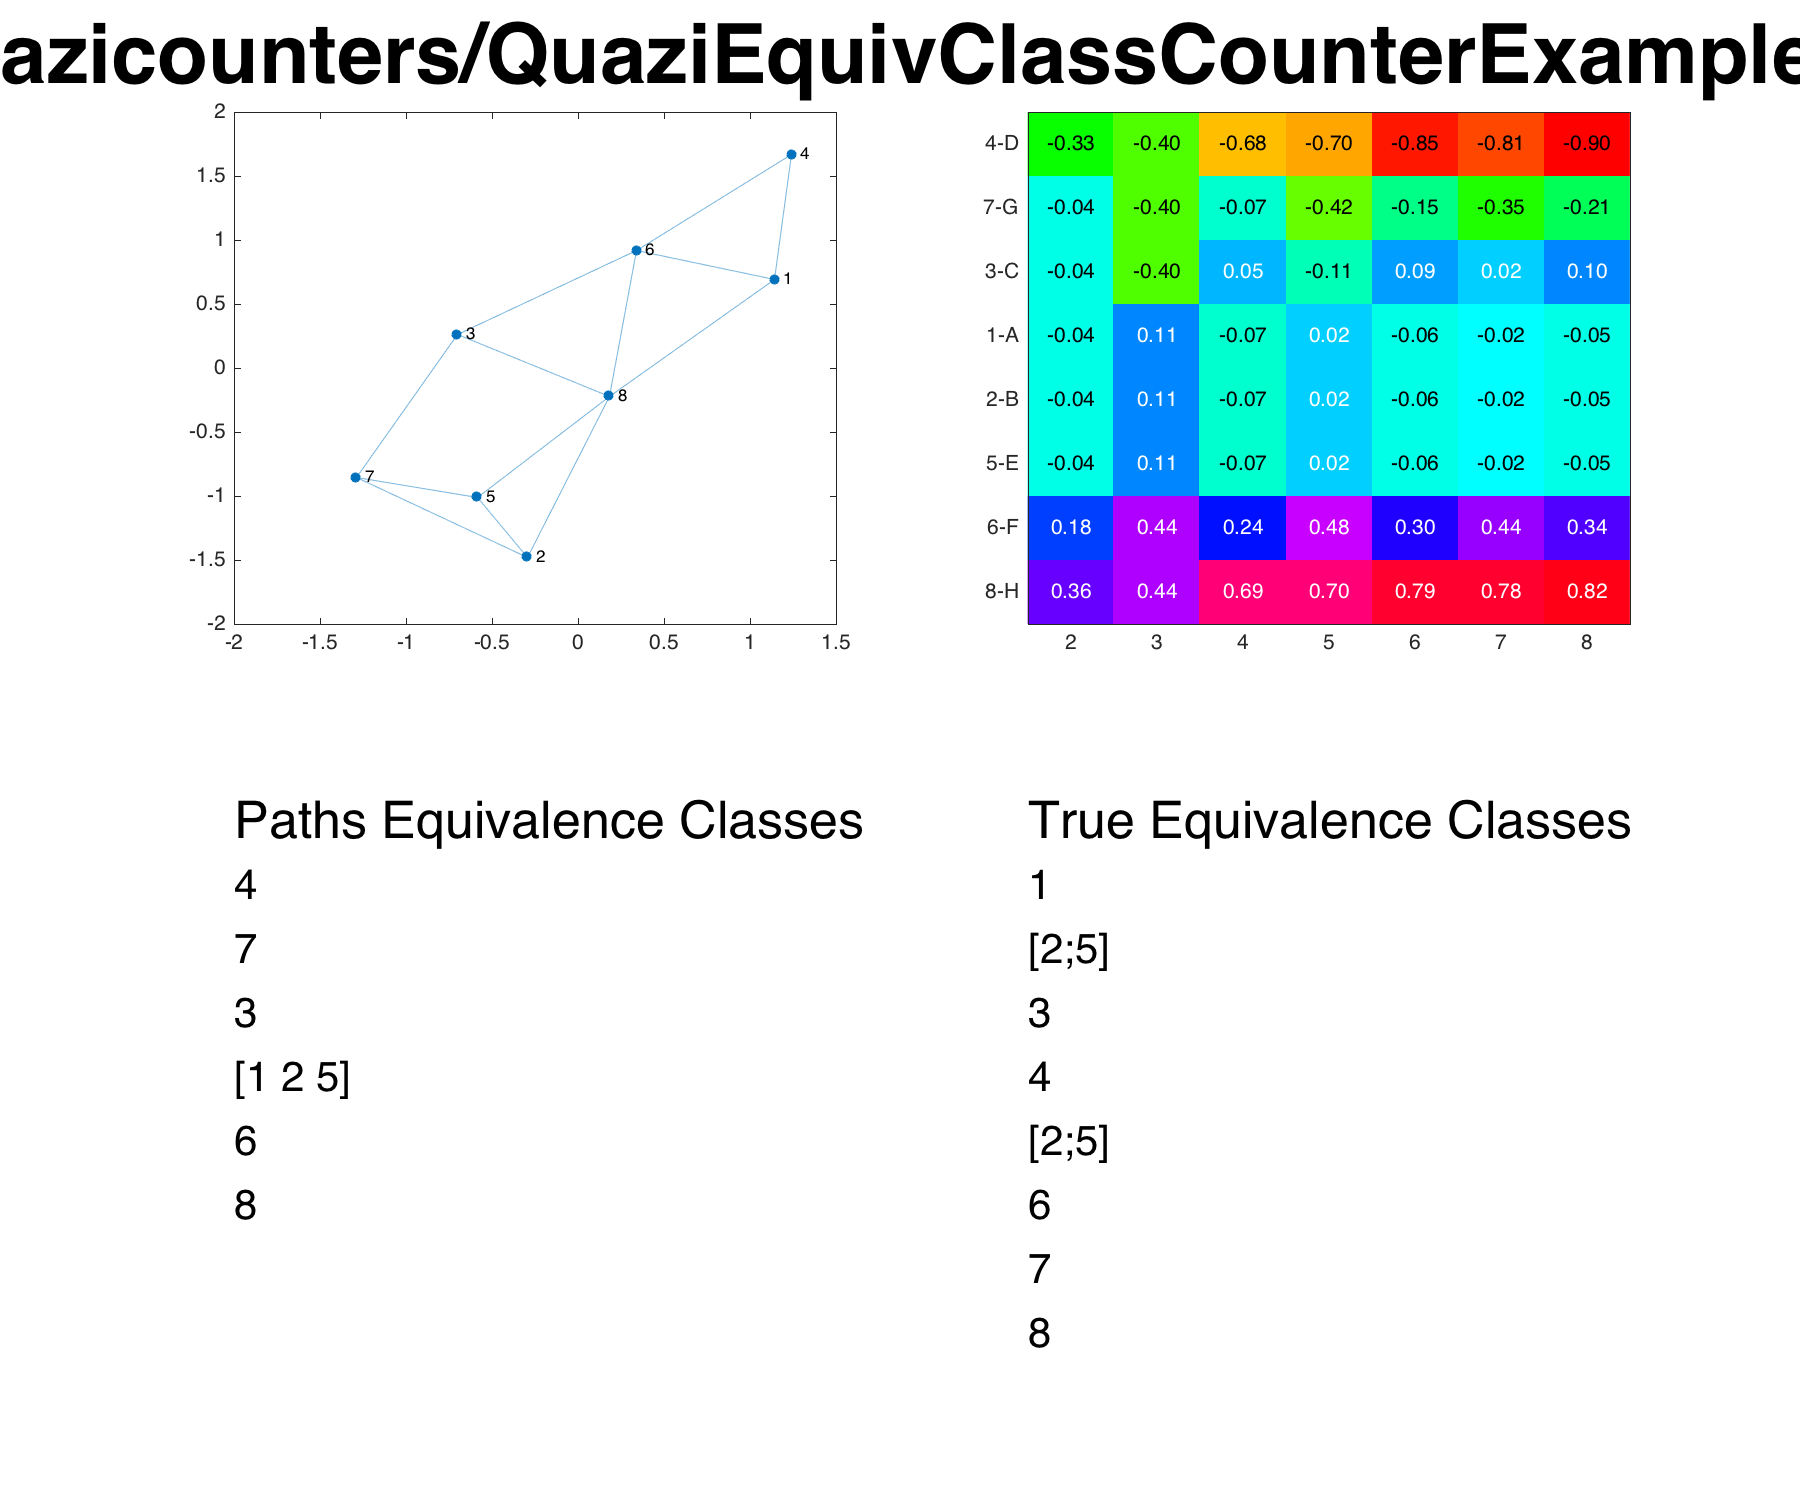 azicounters/QuaziEquivClassCounterExample
2
1.5
1
0.5
0
-0.5
-1
-1.5
-2
-2 -1.5 -1 -0.5 0 0.5 1 1.5
4
6
1
3
8
7
5
2
4-D -0.33 -0.40 -0.68 -0.70 -0.85 -0.81 -0.90
7-G -0.04 -0.40 -0.07 -0.42 -0.15 -0.35 -0.21
3-C -0.04 -0.40 0.05 -0.11 0.09 0.02 0.10
1-A -0.04 0.11 -0.07 0.02 -0.06 -0.02 -0.05
2-B -0.04 0.11 -0.07 0.02 -0.06 -0.02 -0.05
5-E -0.04 0.11 -0.07 0.02 -0.06 -0.02 -0.05
6-F 0.18 0.44 0.24 0.48 0.30 0.44 0.34
8-H 0.36 0.44 0.69 0.70 0.79 0.78 0.82
2 3 4 5 6 7 8
Paths Equivalence Classes
4
7
3
[1 2 5]
6
8
True Equivalence Classes
1
[2;5]
3
4
[2;5]
6
7
8